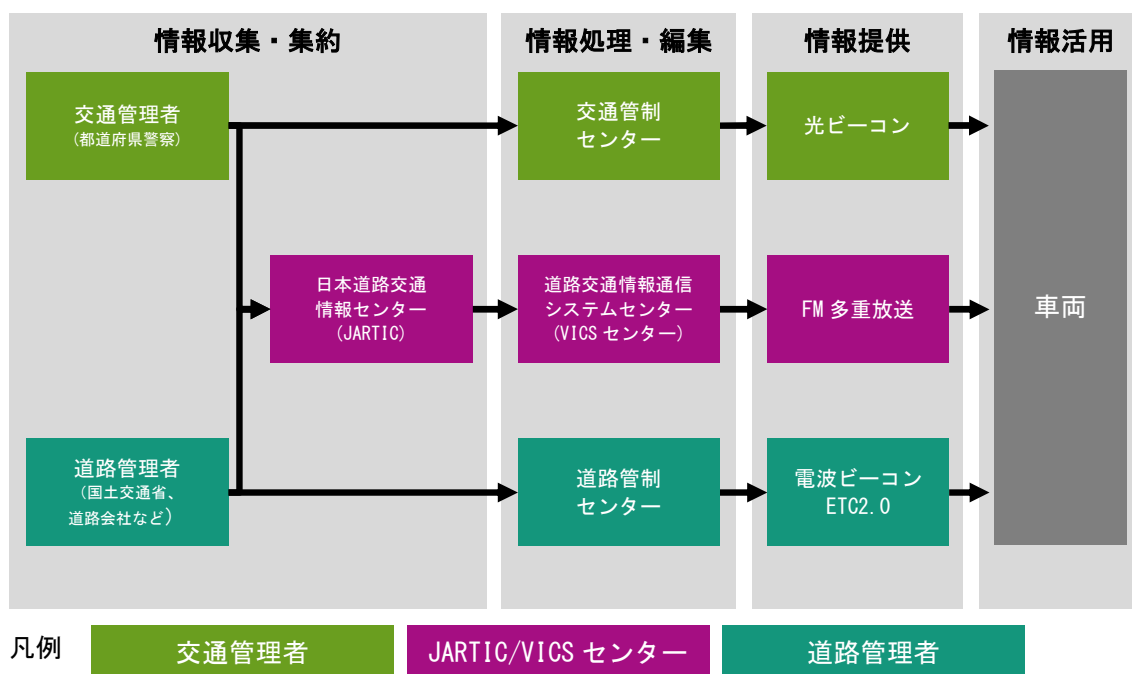 情報収集・集約
情報処理・編集
情報提供
情報活用
交通管理者
(都道府県警察)
交通管制
センター
光ビーコン
日本道路交通
情報センター
(JARTIC)
道路交通情報通信
システムセンター
(VICS センター)
FM 多重放送
車両
道路管理者
(国土交通省、
道路会社など)
道路管制
センター
電波ビーコン
ETC2.0
凡例
交通管理者
JARTIC/VICS センター
道路管理者